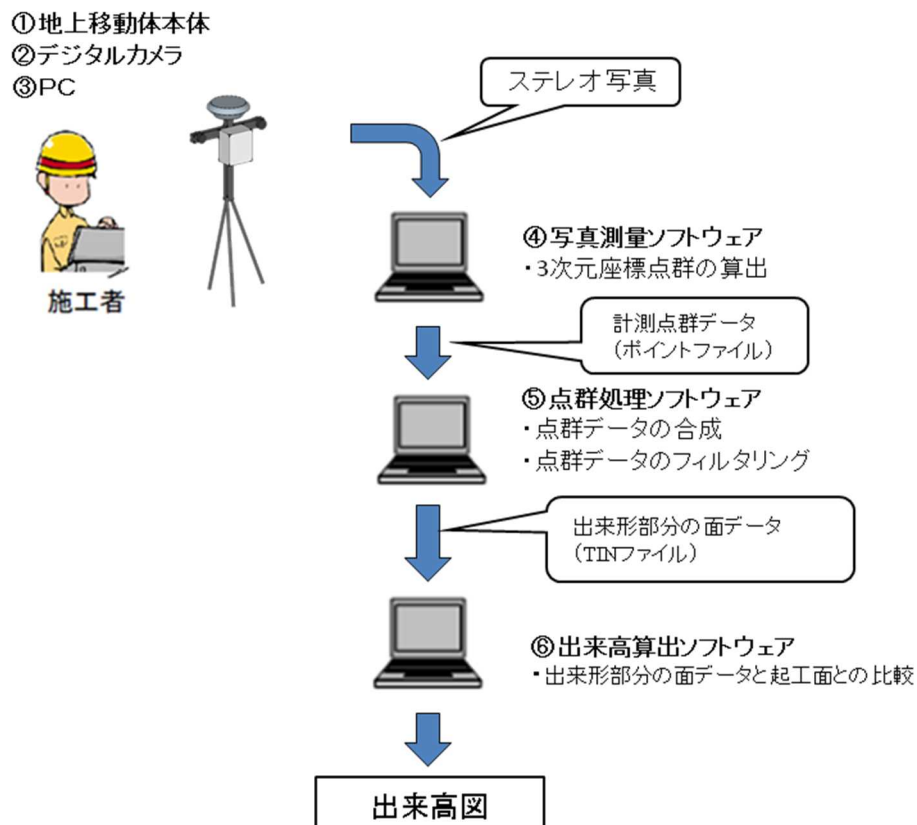 ①地上移動体本体
②デジタルカメラ
③PC
施工者
ステレオ写真
④写真測量ソフトウェア
・3次元座標点群の算出
計測点群データ
（ポイントファイル）
⑤点群処理ソフトウェア
・点群データの合成
・点群データのフィルタリング
出来形部分の面データ
（TINファイル）
⑥出来高算出ソフトウェア
・出来形部分の面データと起工面との比較
出来高図